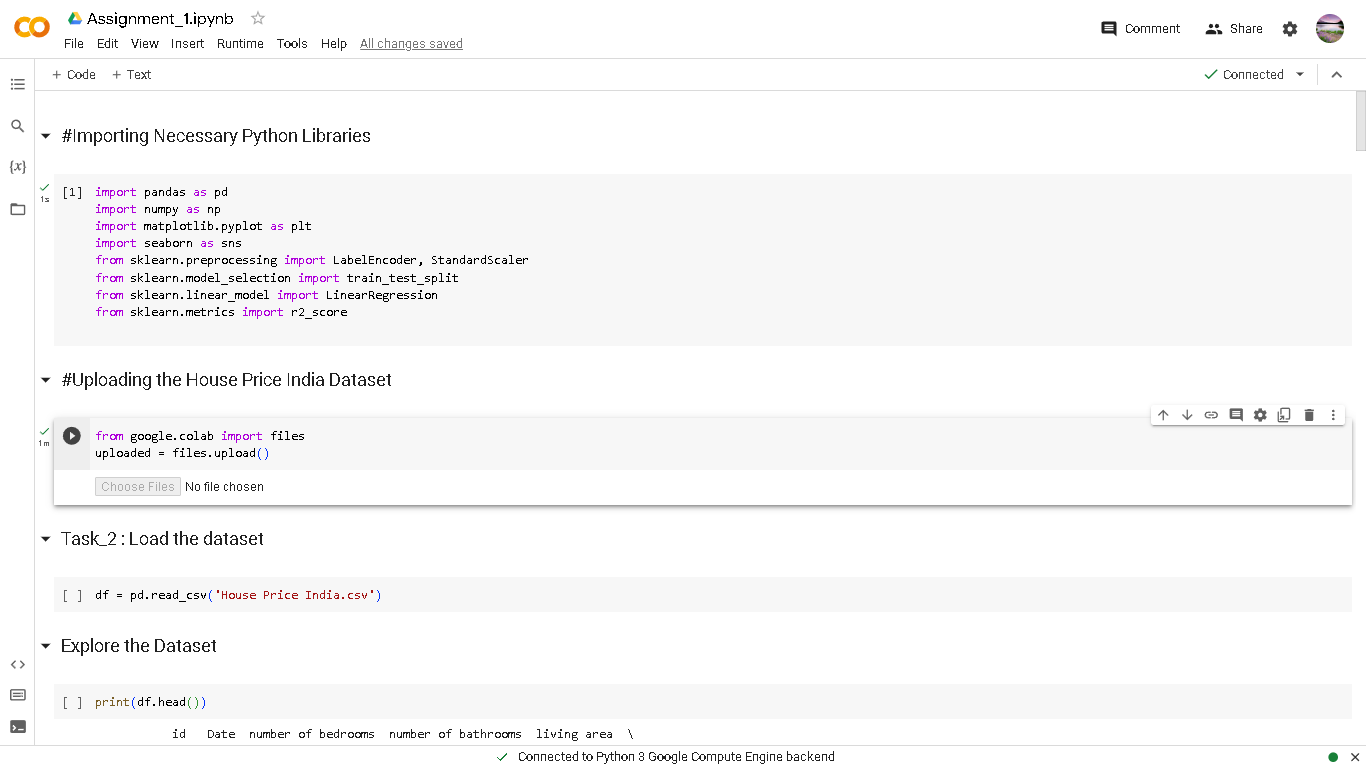 Assignment_1.ipynb
File Edit View Insert Runtime Tools Help All changes saved
Comment Share
+ Code + Text
Connected
{x}
#Importing Necessary Python Libraries
1s
[1] import pandas as pd
import numpy as np
import matplotlib.pyplot as plt
import seaborn as sns
from sklearn.preprocessing import LabelEncoder, StandardScaler
from sklearn.model_selection import train_test_split
from sklearn.linear_model import LinearRegression
from sklearn.metrics import r2_score
#Uploading the House Price India Dataset
1m
from google.colab import files
uploaded = files.upload()
Choose Files No file chosen
Task_2 : Load the dataset
[ ] df = pd.read_csv('House Price India.csv')
Explore the Dataset
[ ] print(df.head())
id Date number of bedrooms number of bathrooms living area \
Connected to Python 3 Google Compute Engine backend